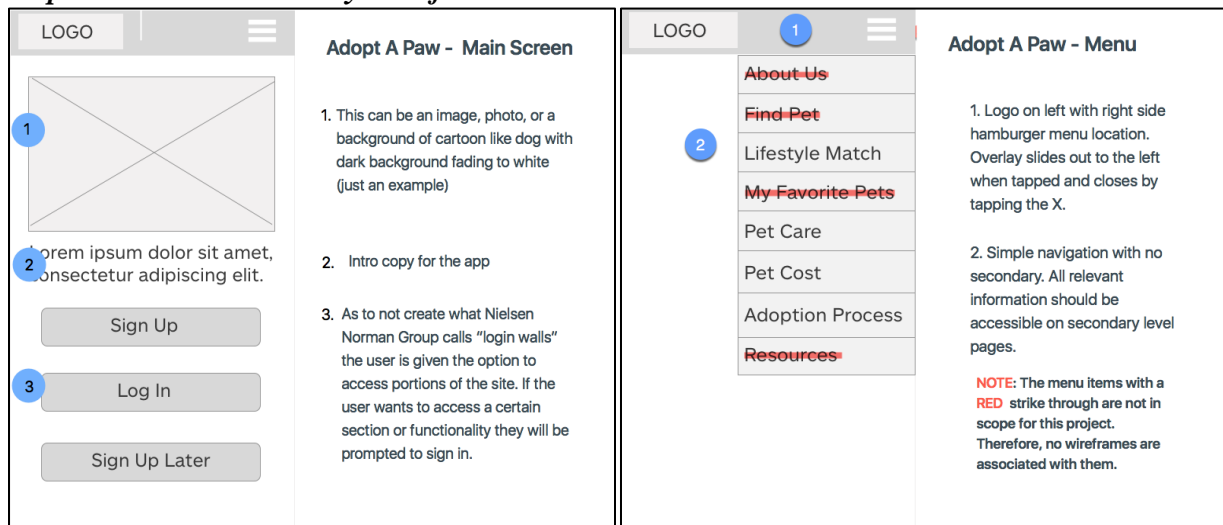 LOGO
Adopt A Paw - Main Screen
1
1. This can be an image, photo, or a
background of cartoon like dog with
dark background fading to white
(just an example)
2
Lorem ipsum dolor sit amet,
consectetur adipiscing elit.
2. Intro copy for the app
Sign Up
3
Log In
Sign Up Later
3. As to not create what Nielsen
Norman Group calls “login walls”
the user is given the option to
access portions of the site. If the
user wants to access a certain
section or functionality they will be
prompted to sign in.
LOGO
1
Adopt A Paw - Menu
About Us
Find Pet
2
Lifestyle Match
My Favorite Pets
Pet Care
Pet Cost
Adoption Process
Resources
1. Logo on left with right side
hamburger menu location.
Overlay slides out to the left
when tapped and closes by
tapping the X.
2. Simple navigation with no
secondary. All relevant
information should be
accessible on secondary level
pages.
NOTE: The menu items with a
RED strike through are not in
scope for this project.
Therefore, no wireframes are
associated with them.